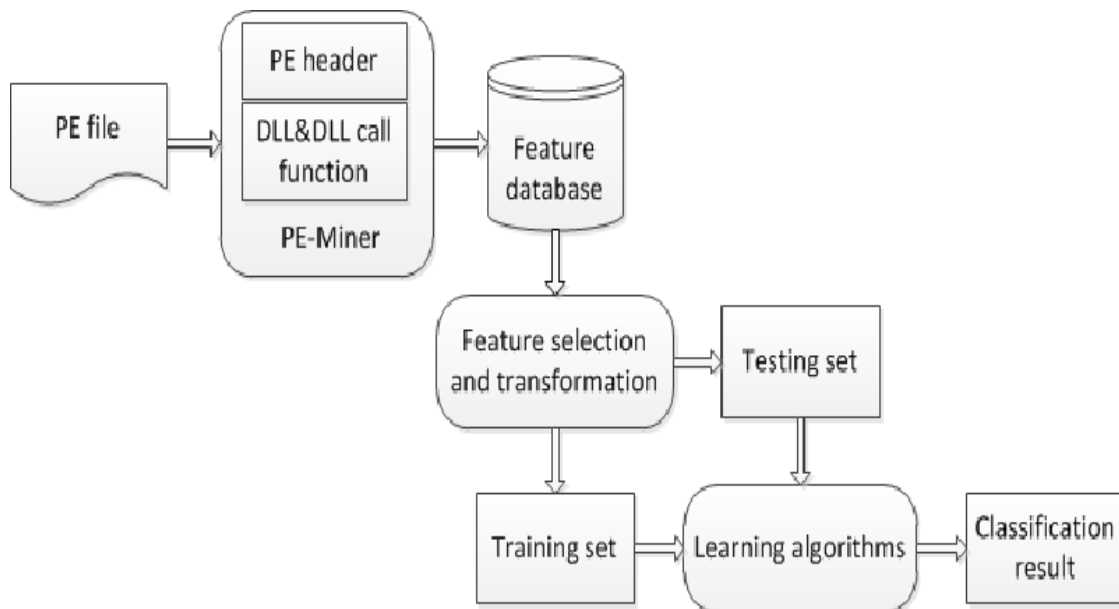 PE file
PE header
DLL&DLL call
function
PE-Miner
Feature
database
Feature selection
and transformation
Testing set
Training set
Learning algorithms
Classification
result